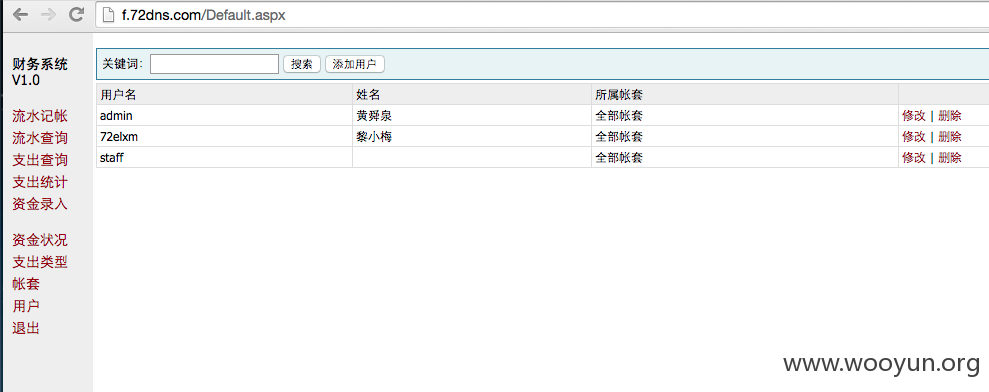 f.72dns.com/Default.aspx
财务系统
V1.0
流水记帐
流水查询
支出查询
支出统计
资金录入
资金状况
支出类型
帐套
用户
退出
关键词： 搜索 添加用户
用户名 姓名 所属帐套
admin 黄舜泉 全部帐套 修改 | 删除
72elxm 黎小梅 全部帐套 修改 | 删除
staff 全部帐套 修改 | 删除
www.wooyun.org